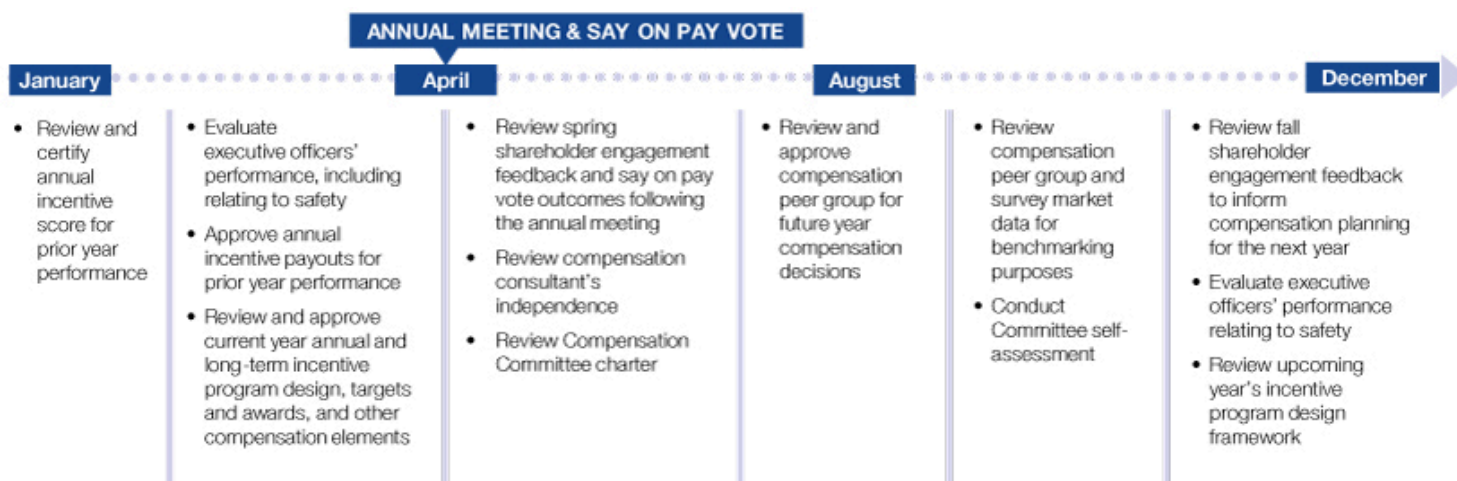 ANNUAL MEETING & SAY ON PAY VOTE
January
April
August
December
• Review and
certify
annual
incentive
score for
prior year
performance
• Evaluate
executive officers'
performance, including
relating to safety
• Approve annual
incentive payouts for
prior year performance
• Review and approve
current year annual and
long-term incentive
program design, targets
and awards, and other
compensation elements
• Review spring
shareholder engagement
feedback and say on pay
vote outcomes following
the annual meeting
• Review compensation
consultant's
independence
• Review Compensation
Committee charter
• Review and
approve
compensation
peer group for
future year
compensation
decisions
• Review
compensation
peer group and
survey market
data for
benchmarking
purposes
• Conduct
Committee self-
assessment
• Review fall
shareholder
engagement feedback
to inform
compensation planning
for the next year
• Evaluate executive
officers' performance
relating to safety
• Review upcoming
year's incentive
program design
framework